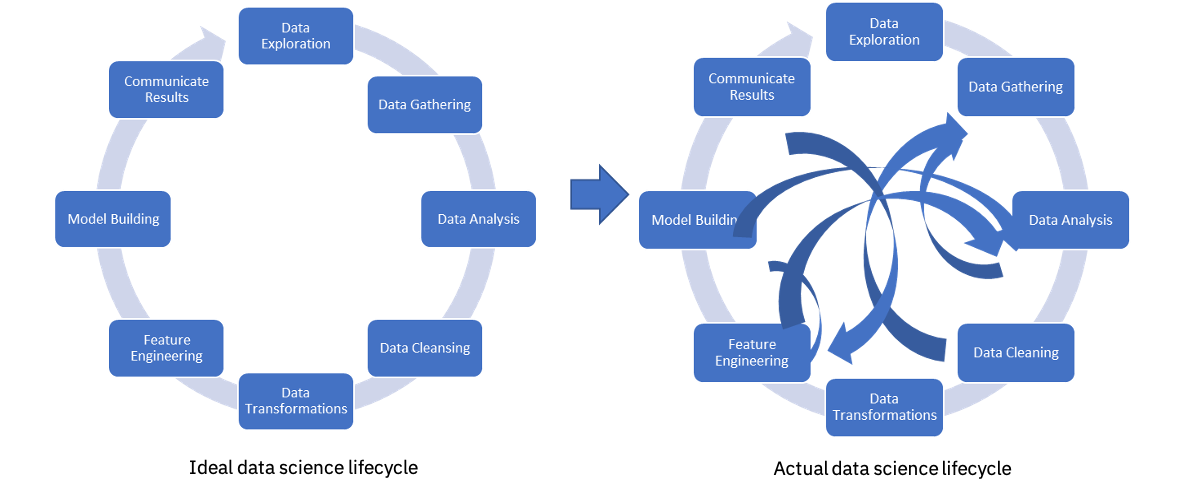 Data
Exploration
Data Gathering
Data Analysis
Data Cleansing
Data
Transformations
Feature
Engineering
Model Building
Communicate
Results
Ideal data science lifecycle
Data
Exploration
Data Gathering
Data Analysis
Data Cleaning
Data
Transformations
Feature
Engineering
Model Building
Communicate
Results
Actual data science lifecycle